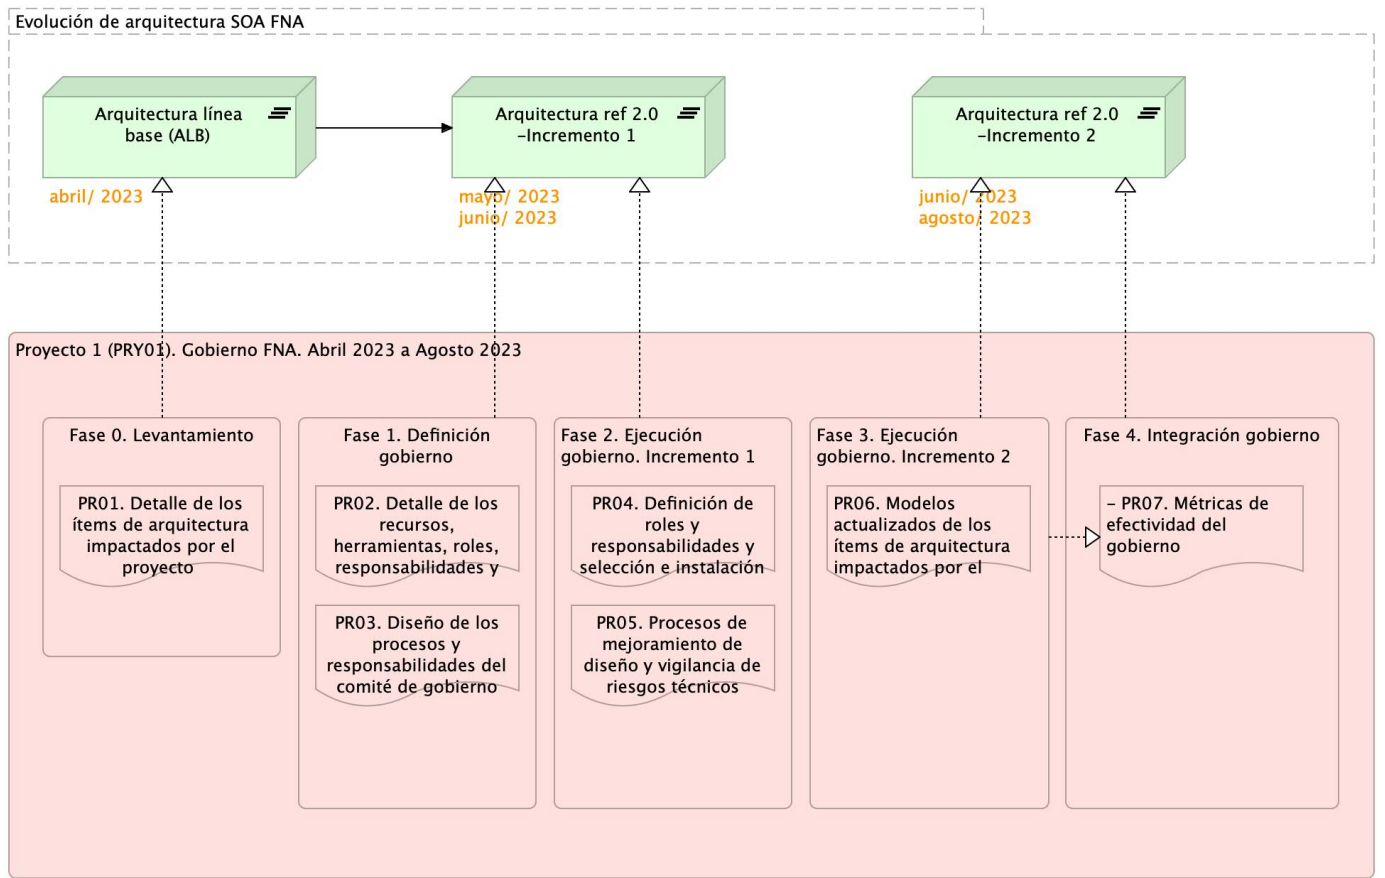 Evolución de arquitectura SOA FNA
Arquitectura línea
base (ALB)
abril/ 2023
Arquitectura ref 2.0
-Incremento 1
mayo/ 2023
junio/ 2023
Arquitectura ref 2.0
-Incremento 2
junio/ 2023
agosto/ 2023
Proyecto 1 (PRY01). Gobierno FNA. Abril 2023 a Agosto 2023
Fase 0. Levantamiento
PR01. Detalle de los
ítems de arquitectura
impactados por el
proyecto
Fase 1. Definición
gobierno
PR02. Detalle de los
recursos,
herramientas, roles,
responsabilidades y
PR03. Diseño de los
procesos y
responsabilidades del
comité de gobierno
Fase 2. Ejecución
gobierno. Incremento 1
PR04. Definición de
roles y
responsabilidades y
selección e instalación
PR05. Procesos de
mejoramiento de
diseño y vigilancia de
riesgos técnicos
Fase 3. Ejecución
gobierno. Incremento 2
PR06. Modelos
actualizados de los
ítems de arquitectura
impactados por el
Fase 4. Integración gobierno
- PR07. Métricas de
efectividad del
gobierno